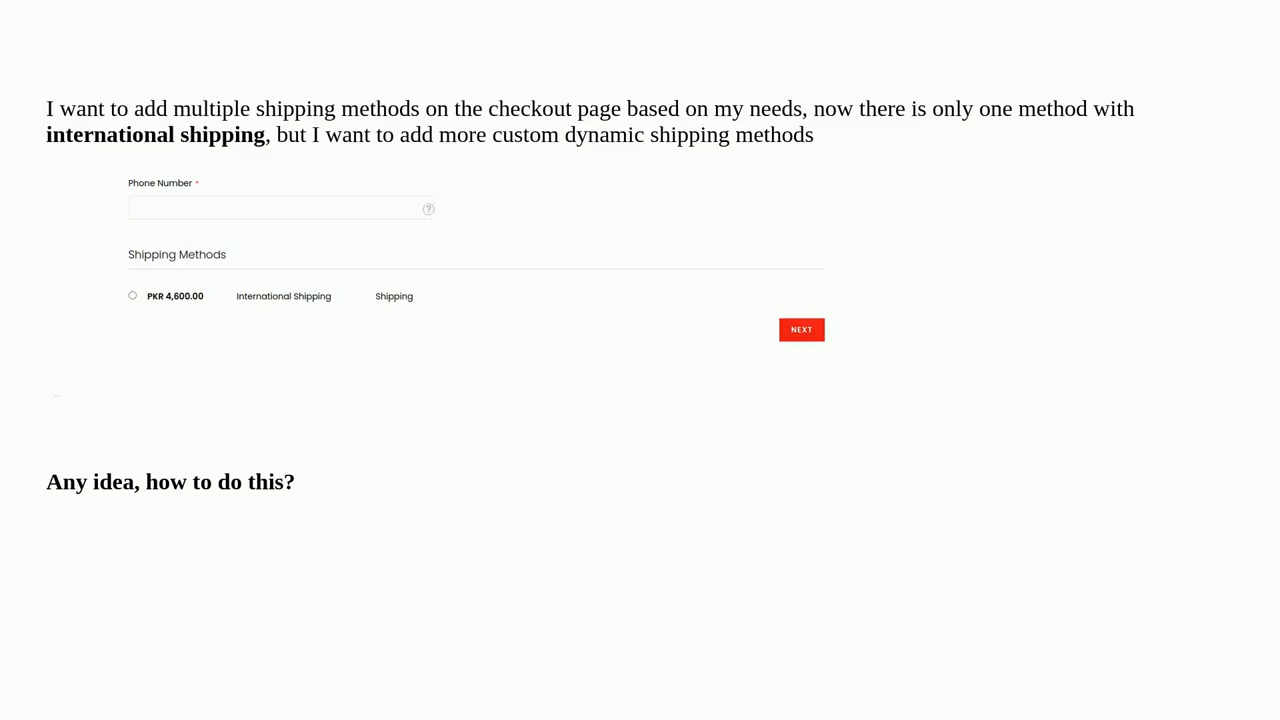 I want to add multiple shipping methods on the checkout page based on my needs, now there is only one method with
international shipping, but I want to add more custom dynamic shipping methods
Phone Number *
?
Shipping Methods
PKR 4,600.00 International Shipping Shipping
NEXT
Any idea, how to do this?